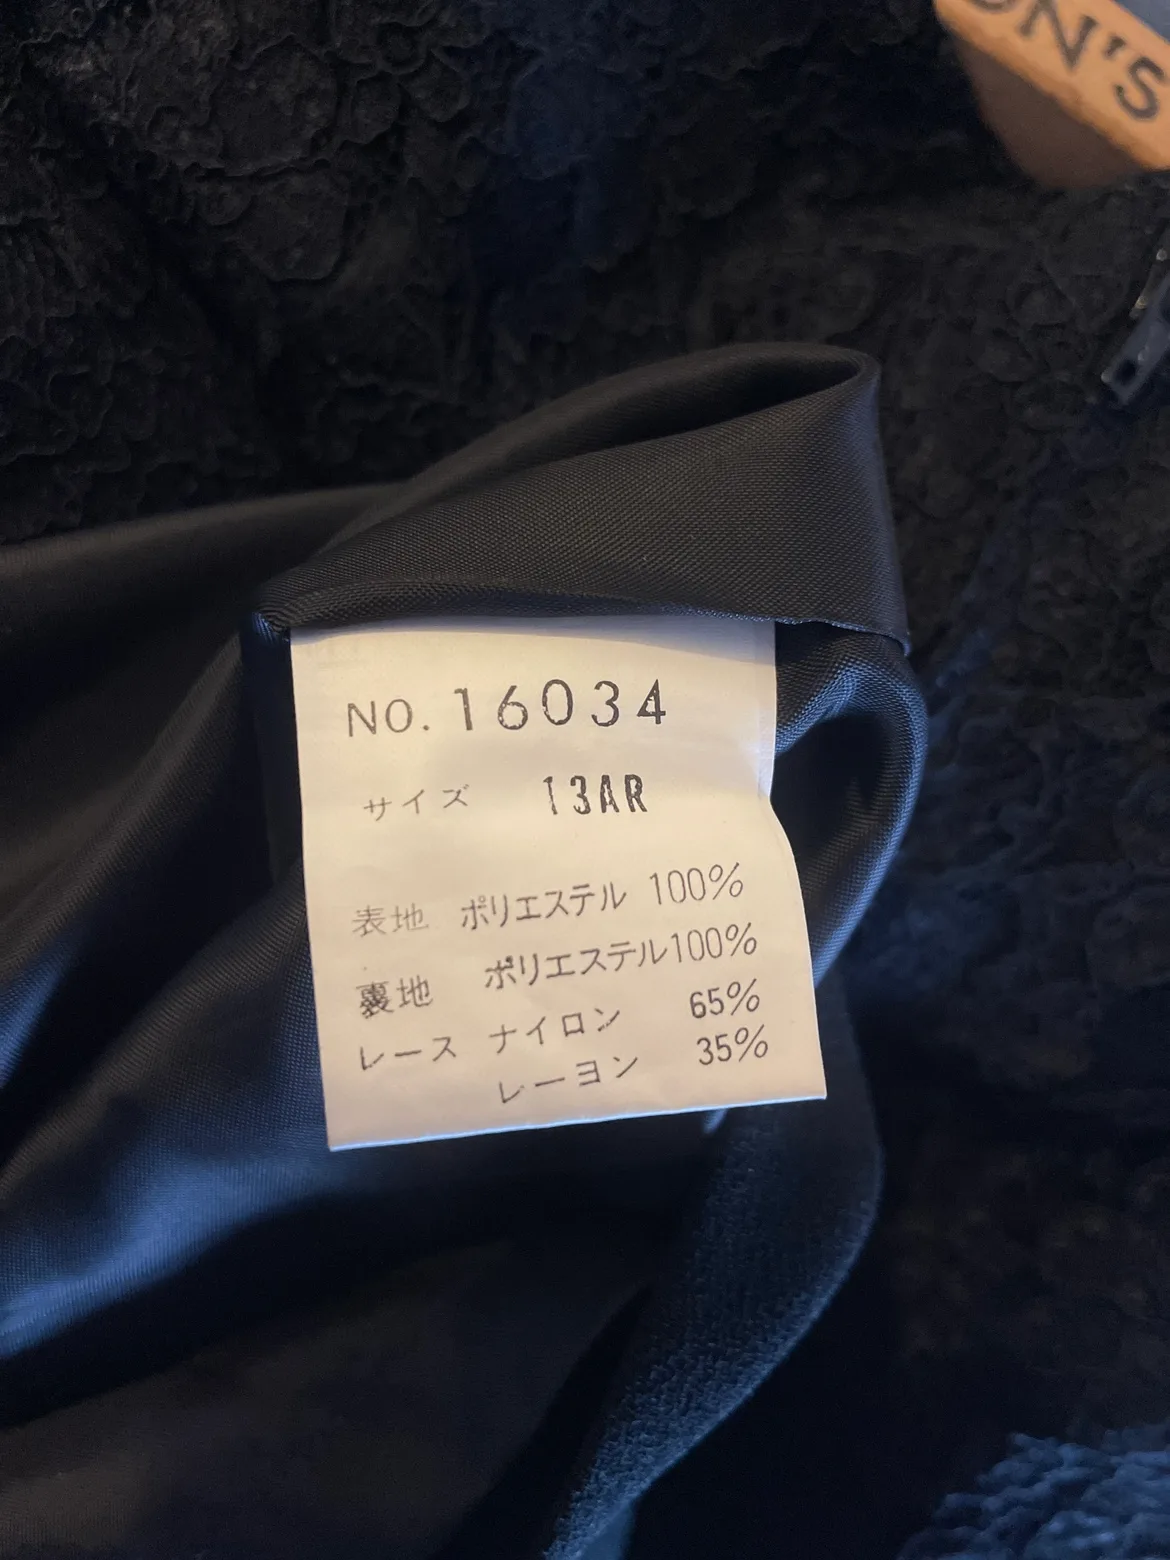 ON'S
NO. 16034
サイズ 13AR
表地 ポリエステル 100%
裏地 ポリエステル100%
レース ナイロン 65%
レーヨン 35%